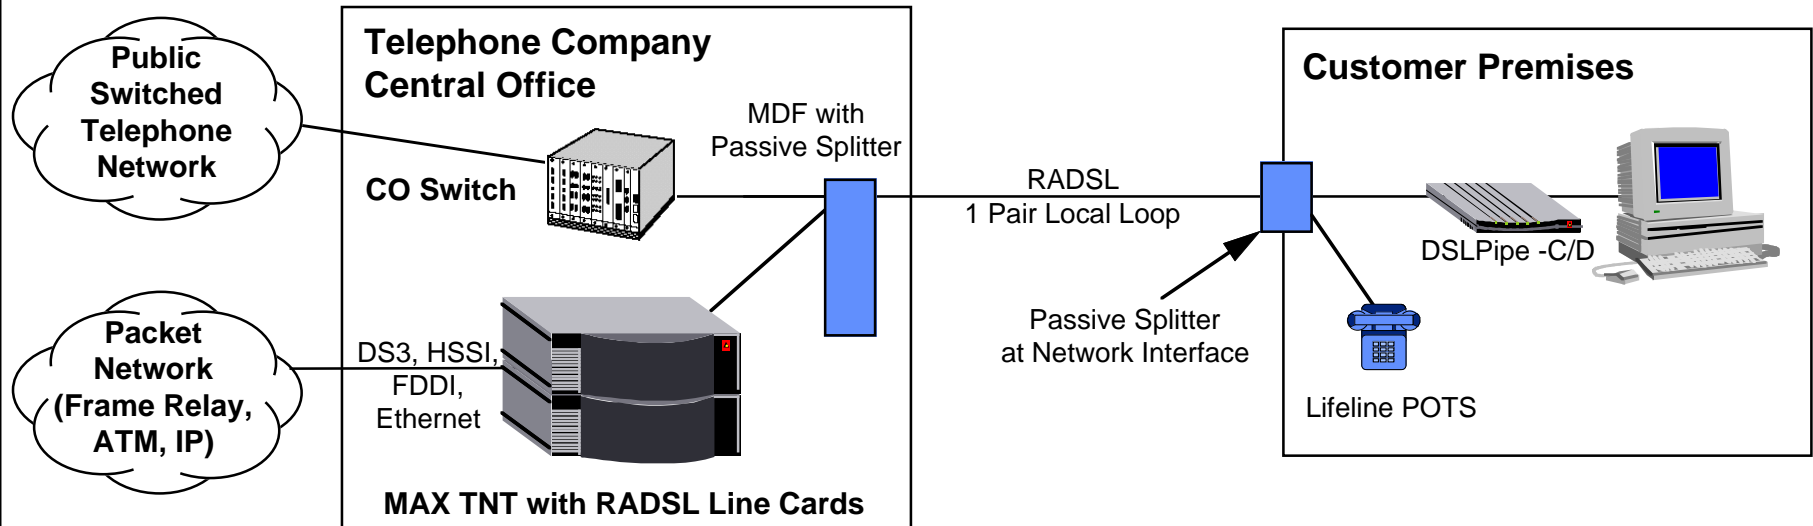 Public
Switched
Telephone
Network
Telephone Company
Central Office
MDF with
Passive Splitter
CO Switch
Packet
Network
(Frame Relay,
ATM, IP)
DS3, HSSI,
FDDI,
Ethernet
MAX TNT with RADSL Line Cards
RADSL
1 Pair Local Loop
Passive Splitter
at Network Interface
Customer Premises
DSLPipe -C/D
Lifeline POTS